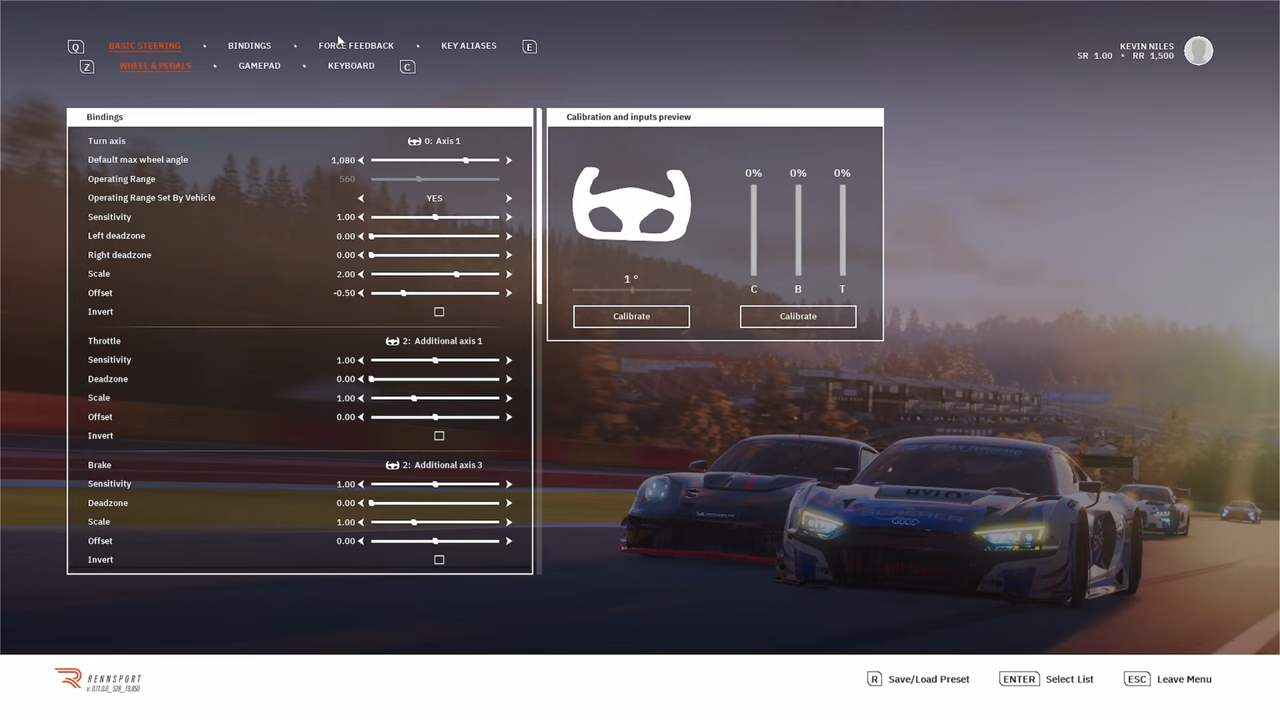 Q BASIC STEERING • BINDINGS • FORCE FEEDBACK • KEY ALIASES E
Z WHEEL & PEDALS • GAMEPAD • KEYBOARD C
KEVIN NILES
SR 1.00 • RR 1,500
Bindings
Turn axis 0: Axis 1
Default max wheel angle 1,080
Operating Range 560
Operating Range Set By Vehicle YES
Sensitivity 1.00
Left deadzone 0.00
Right deadzone 0.00
Scale 2.00
Offset -0.50
Invert
Throttle 2: Additional axis 1
Sensitivity 1.00
Deadzone 0.00
Scale 1.00
Offset 0.00
Invert
Brake 2: Additional axis 3
Sensitivity 1.00
Deadzone 0.00
Scale 1.00
Offset 0.00
Invert
Calibration and inputs preview
0% 0% 0%
1 °
C B T
Calibrate Calibrate
HYLO
RENNSPORT
R Save/Load Preset ENTER Select List ESC Leave Menu